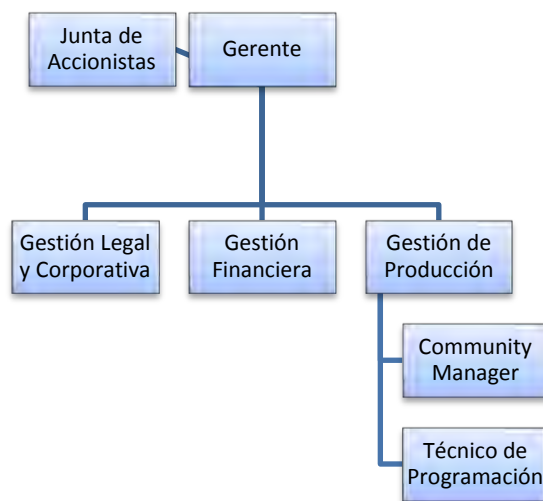 Junta de
Accionistas
Gerente
Gestión Legal
y Corporativa
Gestión
Financiera
Gestión de
Producción
Community
Manager
Técnico de
Programación